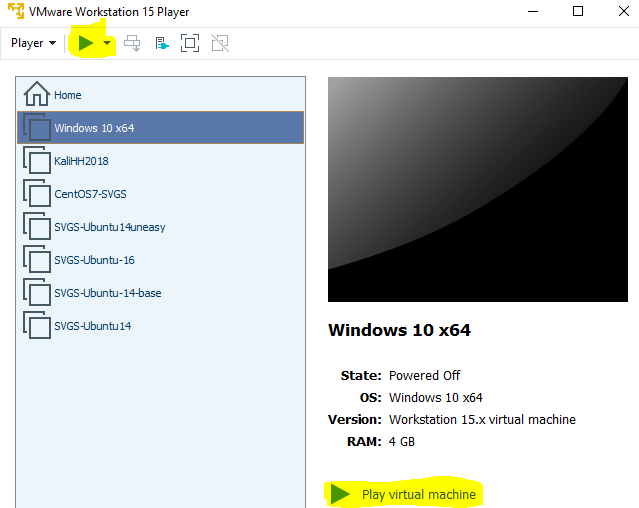 VMware Workstation 15 Player
Player
Home
Windows 10 x64
KaliHH2018
CentOS7-SVGS
SVGS-Ubuntu14uneasy
SVGS-Ubuntu-16
SVGS-Ubuntu-14-base
SVGS-Ubuntu14
Windows 10 x64
State: Powered Off
OS: Windows 10 x64
Version: Workstation 15.x virtual machine
RAM: 4 GB
Play virtual machine